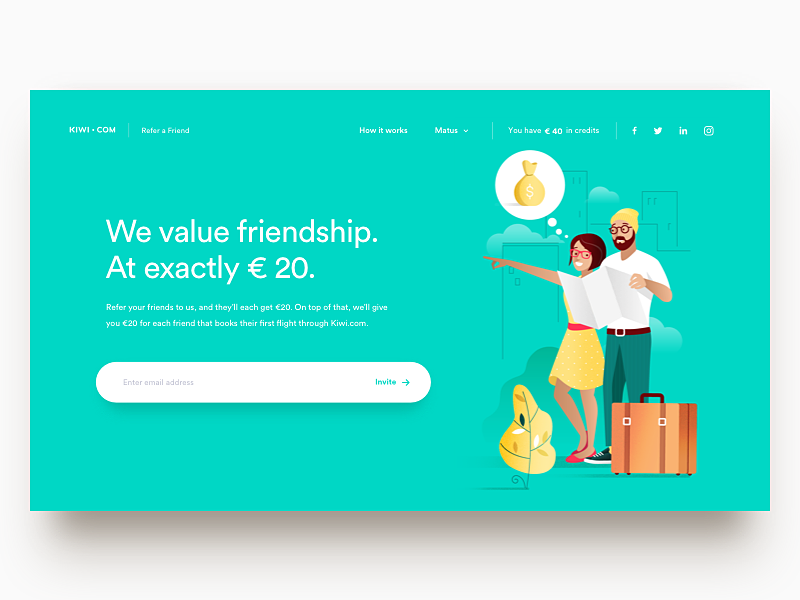 KIWI • COM
Refer a Friend
How it works
Matus
You have € 40 in credits
$
We value friendship.
At exactly € 20.
Refer your friends to us, and they'll each get €20. On top of that, we'll give
you €20 for each friend that books their first flight through Kiwi.com.
Enter email address
Invite